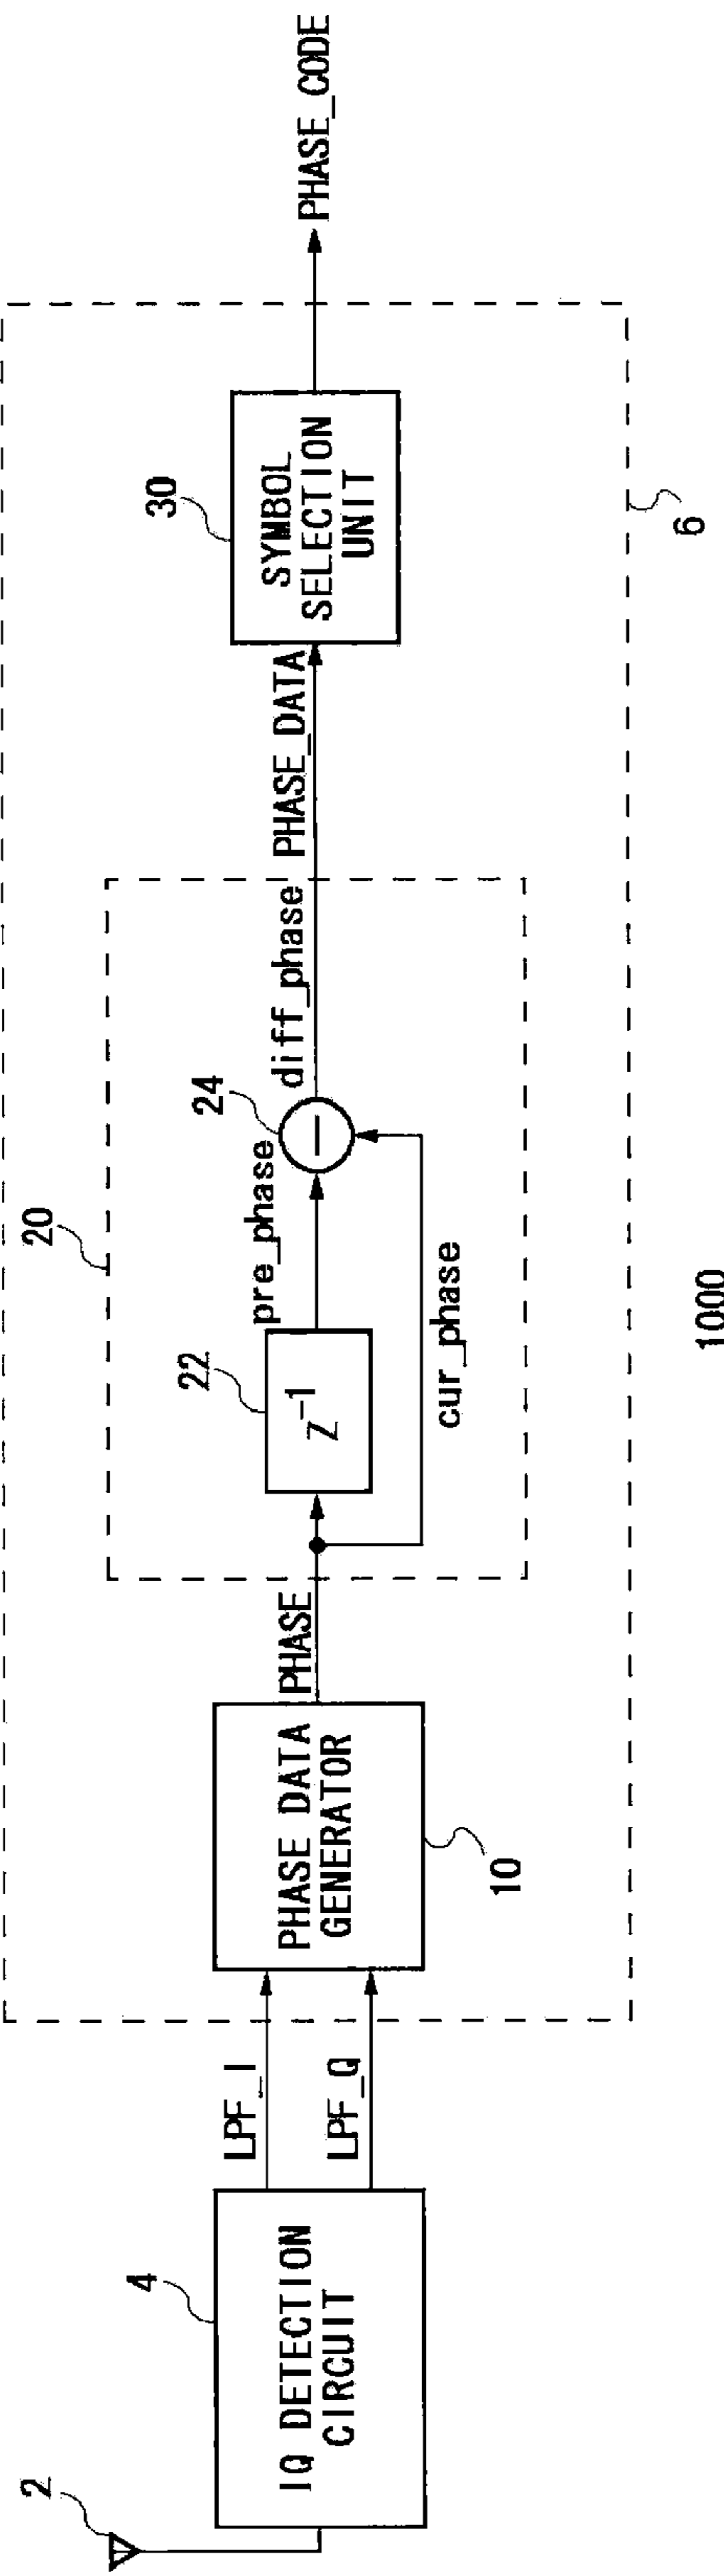 2
4
IQ DETECTION
CIRCUIT
LPF_I
LPF_Q
PHASE DATA
GENERATOR
10
PHASE
20
22
Z-1
pre_phase
cur_phase
24
diff_phase
PHASE_DATA
30
SYMBOL
SELECTION
UNIT
6
PHASE_CODE
1000